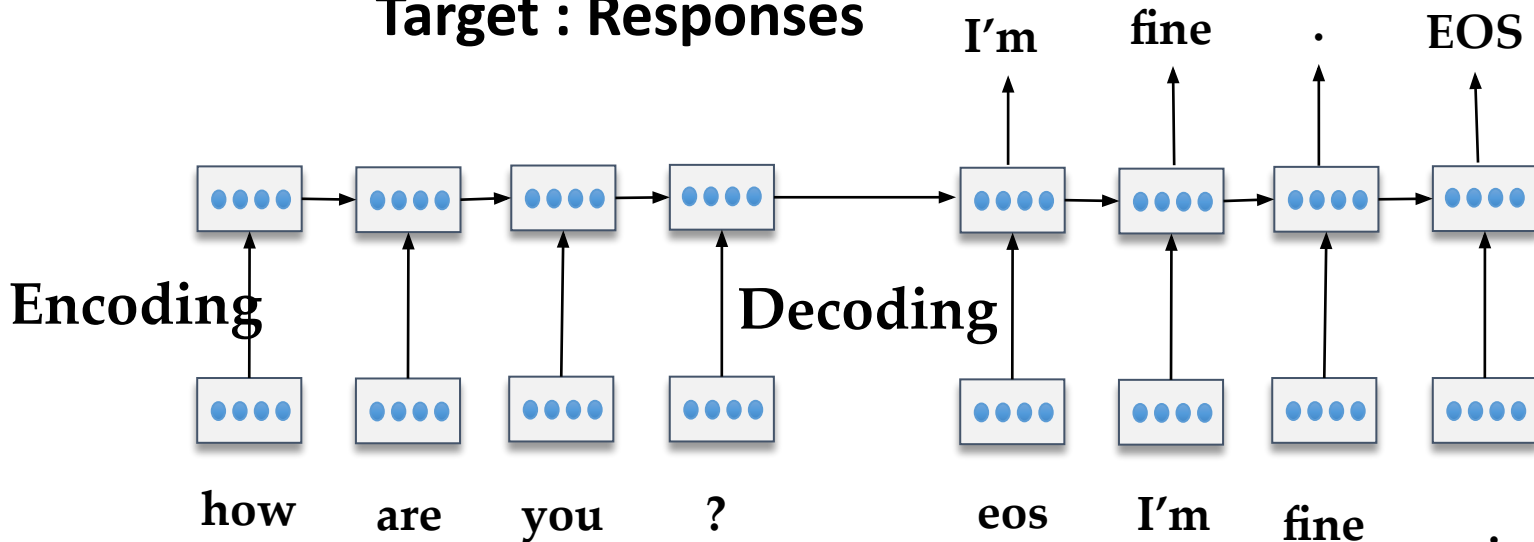 Target : Responses
I’m fine . EOS
Encoding Decoding
how are you ? eos I’m fine .